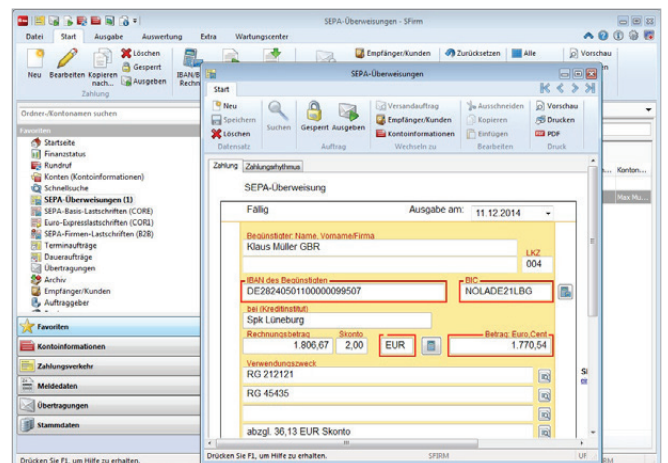 SEPA-Überweisungen - SFirm
Datei Start Ausgabe Auswertung Extra Wartungscenter
Neu Bearbeiten Kopieren nach...
Löschen
Gesperrt
Ausgeben
Zahlung
Empfänger/Kunden Zurücksetzen Alle Vorschau
Ordner-/Kontonamen suchen
Favoriten
Startseite
Finanzstatus
Rundruf
Konten (Kontoinformationen)
Schnellsuche
SEPA-Überweisungen (1)
SEPA-Basis-Lastschriften (CORE)
Euro-Expresslastschriften (COR1)
SEPA-Firmen-Lastschriften (B2B)
Terminaufträge
Daueraufträge
Übertragungen
Archiv
Empfänger/Kunden
Auftraggeber
Favoriten
Kontoinformationen
Zahlungsverkehr
Meldedaten
Übertragungen
Stammdaten
Drücken Sie F1, um Hilfe zu erhalten.
Konton...
Max Mu...
SEPA-Überweisungen
Start
Neu
Speichern
Löschen
Datensatz
Suchen
Gesperrt Ausgeben
Auftrag
Versandauftrag
Empfänger/Kunden
Kontoinformationen
Wechseln zu
Ausschneiden
Kopieren
Einfügen
Bearbeiten
Vorschau
Drucken
PDF
Druck
Zahlung Zahlungsrhythmus
SEPA-Überweisung
Fällig Ausgabe am: 11.12.2014
Begünstigter: Name, Vorname/Firma
Klaus Müller GBR
LKZ
004
IBAN des Begünstigten BIC
DE28240501100000099507 NOLADE21LBG
bei (Kreditinstitut)
Spk Lüneburg
Rechnungsbetrag Skonto Betrag: Euro,Cent
1.806,67 2,00 EUR 1.770,54
Verwendungszweck
RG 212121
RG 45435
abzgl. 36,13 EUR Skonto
Drücken Sie F1, um Hilfe zu erhalten. SFIRM UF